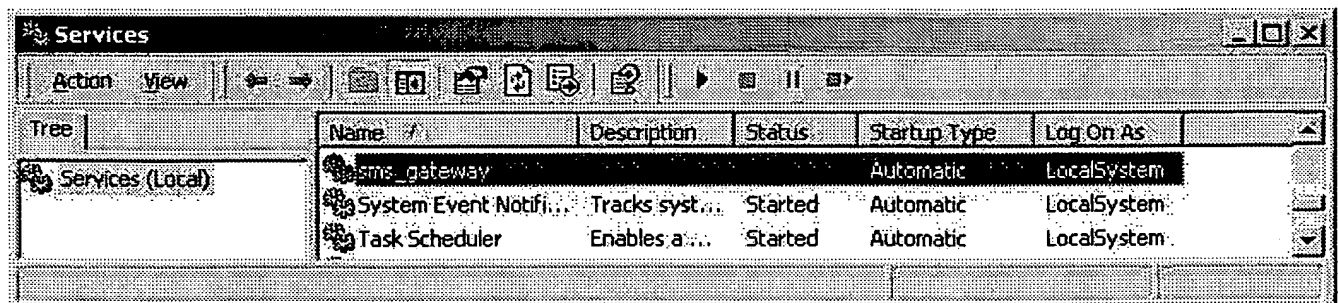 Services
Action View
Tree
Name Description Status Startup Type Log On As
Services (Local)
sms_gateway Automatic LocalSystem
System Event Notifi... Tracks syst... Started Automatic LocalSystem
Task Scheduler Enables a ... Started Automatic LocalSystem